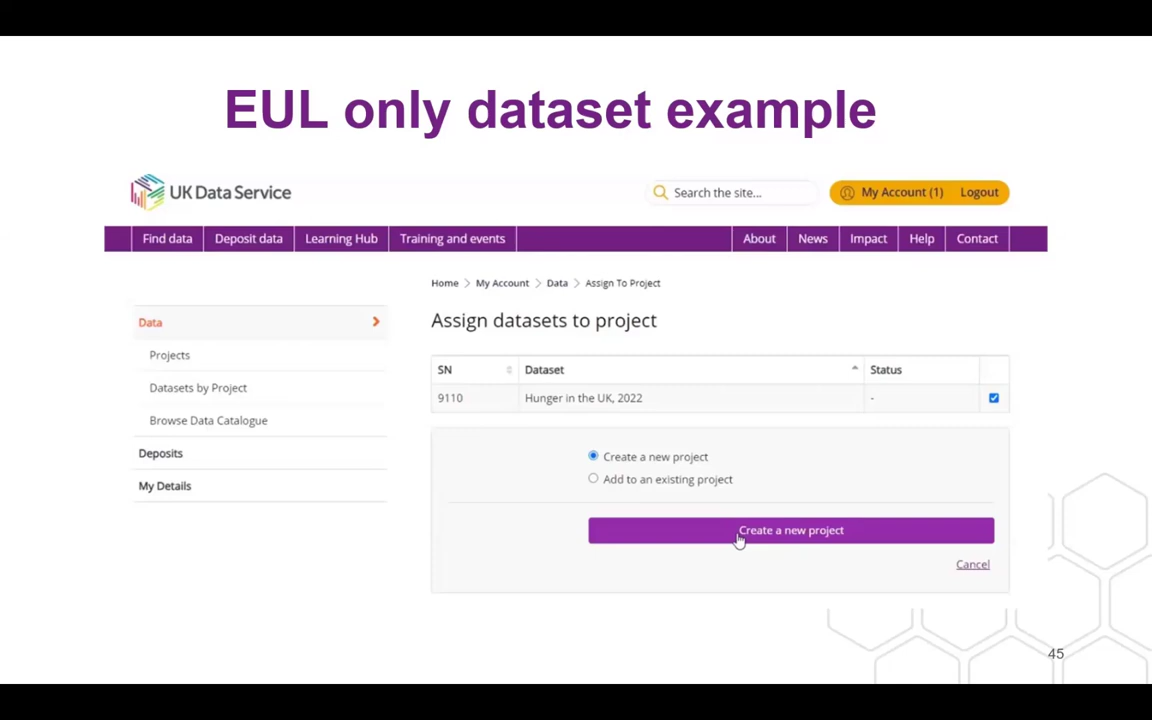 EUL only dataset example
UK Data Service
Search the site...
My Account (1) Logout
Find data Deposit data Learning Hub Training and events About News Impact Help Contact
Home > My Account > Data > Assign To Project
Data
Projects
Datasets by Project
Browse Data Catalogue
Deposits
My Details
Assign datasets to project
SN Dataset Status
9110 Hunger in the UK, 2022 -
Create a new project
Add to an existing project
Create a new project
Cancel
45